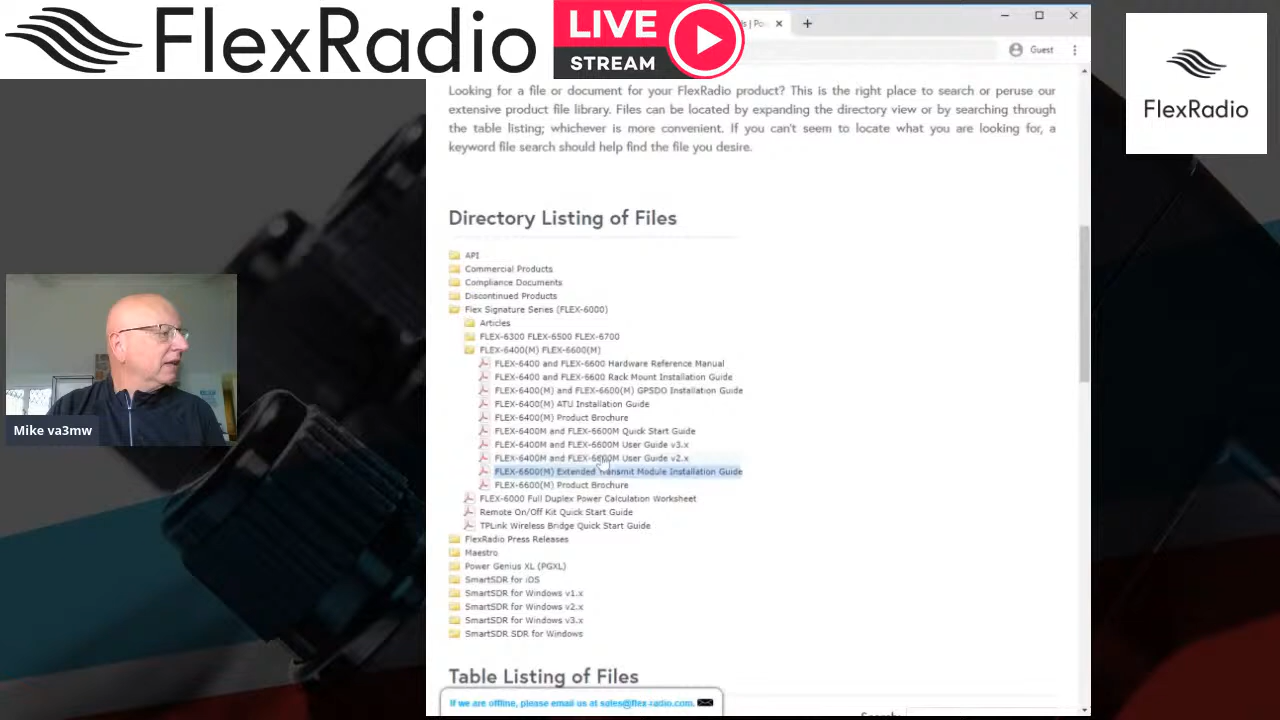 FlexRadio
LIVE
STREAM
Guest
FlexRadio
Looking for a file or document for your FlexRadio product? This is the right place to search or peruse our
extensive product file library. Files can be located by expanding the directory view or by searching through
the table listing; whichever is more convenient. If you can't seem to locate what you are looking for, a
keyword file search should help find the file you desire.
Directory Listing of Files
API
Commercial Products
Compliance Documents
Discontinued Products
Flex Signature Series (FLEX-6000)
Articles
FLEX-6300 FLEX-6500 FLEX-6700
FLEX-6400(M) FLEX-6600(M)
FLEX-6400 and FLEX-6600 Hardware Reference Manual
FLEX-6400 and FLEX-6600 Rack Mount Installation Guide
FLEX-6400(M) and FLEX-6600(M) GPSDO Installation Guide
FLEX-6400(M) ATU Installation Guide
FLEX-6400(M) Product Brochure
FLEX-6400M and FLEX-6600M Quick Start Guide
FLEX-6400M and FLEX-6600M User Guide v3.x
FLEX-6400M and FLEX-6600M User Guide v2.x
FLEX-6600(M) Extended Transmit Module Installation Guide
FLEX-6600(M) Product Brochure
FLEX-6000 Full Duplex Power Calculation Worksheet
Remote On/Off Kit Quick Start Guide
TPLink Wireless Bridge Quick Start Guide
FlexRadio Press Releases
Maestro
Power Genius XL (PGXL)
SmartSDR for iOS
SmartSDR for Windows v1.x
SmartSDR for Windows v2.x
SmartSDR for Windows v3.x
SmartSDR SDR for Windows
Table Listing of Files
If we are offline, please email us at sales@flex-radio.com.
Mike va3mw